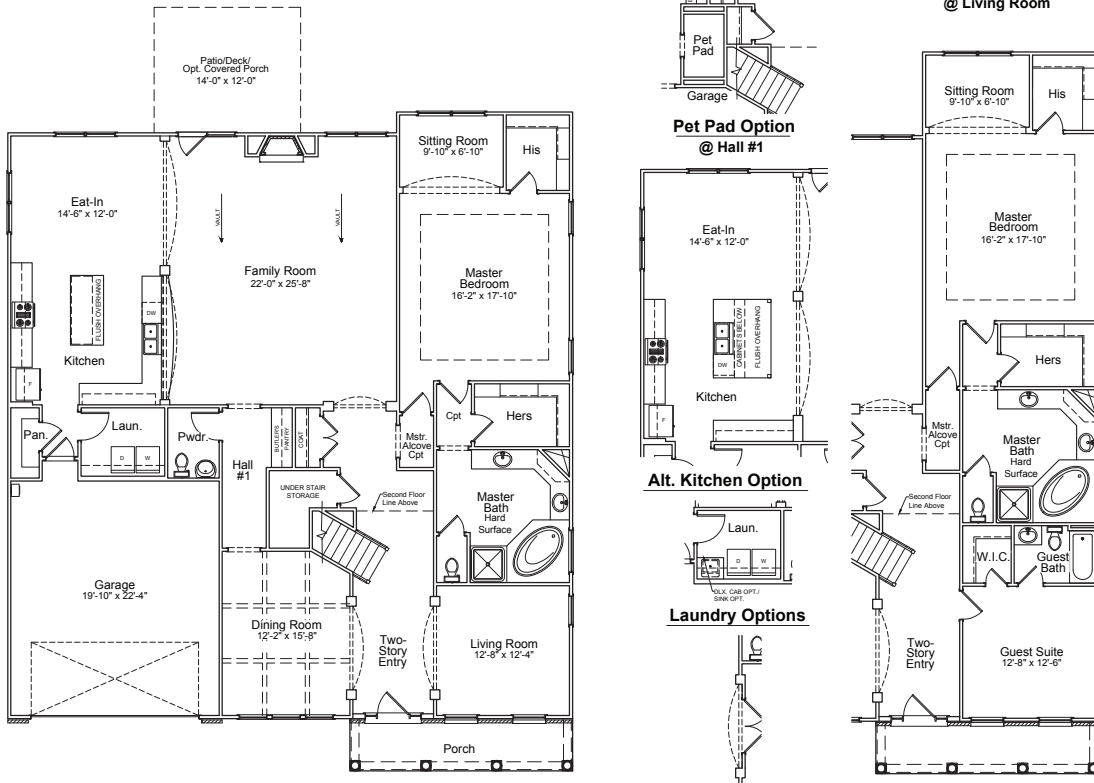 Patio/Deck/
Opt. Covered Porch
14'-0" x 12'-0"
Sitting Room
9'-10" x 6'-10"
His
Eat-In
14'-6" x 12'-0"
VAULT
VAULT
Family Room
22'-0" x 25'-8"
Master
Bedroom
16'-2" x 17'-10"
FLUSH OVERHANG
DW
Kitchen
F
Pan.
Laun.
D
W
Pwdr.
Hall
#1
BUTLER'S
PANTRY
COAT
Cpt
Hers
Mstr.
Alcove
Cpt
UNDER STAIR
STORAGE
Second Floor
Line Above
Master
Bath
Hard
Surface
Garage
19'-10" x 22'-4"
Dining Room
12'-2" x 15'-8"
Two-
Story
Entry
Living Room
12'-8" x 12'-4"
Porch
Pet
Pad
Garage
Pet Pad Option
@ Hall #1
Eat-In
14'-6" x 12'-0"
DW
CABINETS BELOW
FLUSH OVERHANG
Kitchen
F
Alt. Kitchen Option
Laun.
D
W
DLX. CAB OPT./
SINK OPT.
Laundry Options
@ Living Room
Sitting Room
9'-10" x 6'-10"
His
Master
Bedroom
16'-2" x 17'-10"
Hers
Mstr.
Alcove
Cpt
Master
Bath
Hard
Surface
Second Floor
Line Above
W.I.C.
Guest
Bath
Two-
Story
Entry
Guest Suite
12'-8" x 12'-6"